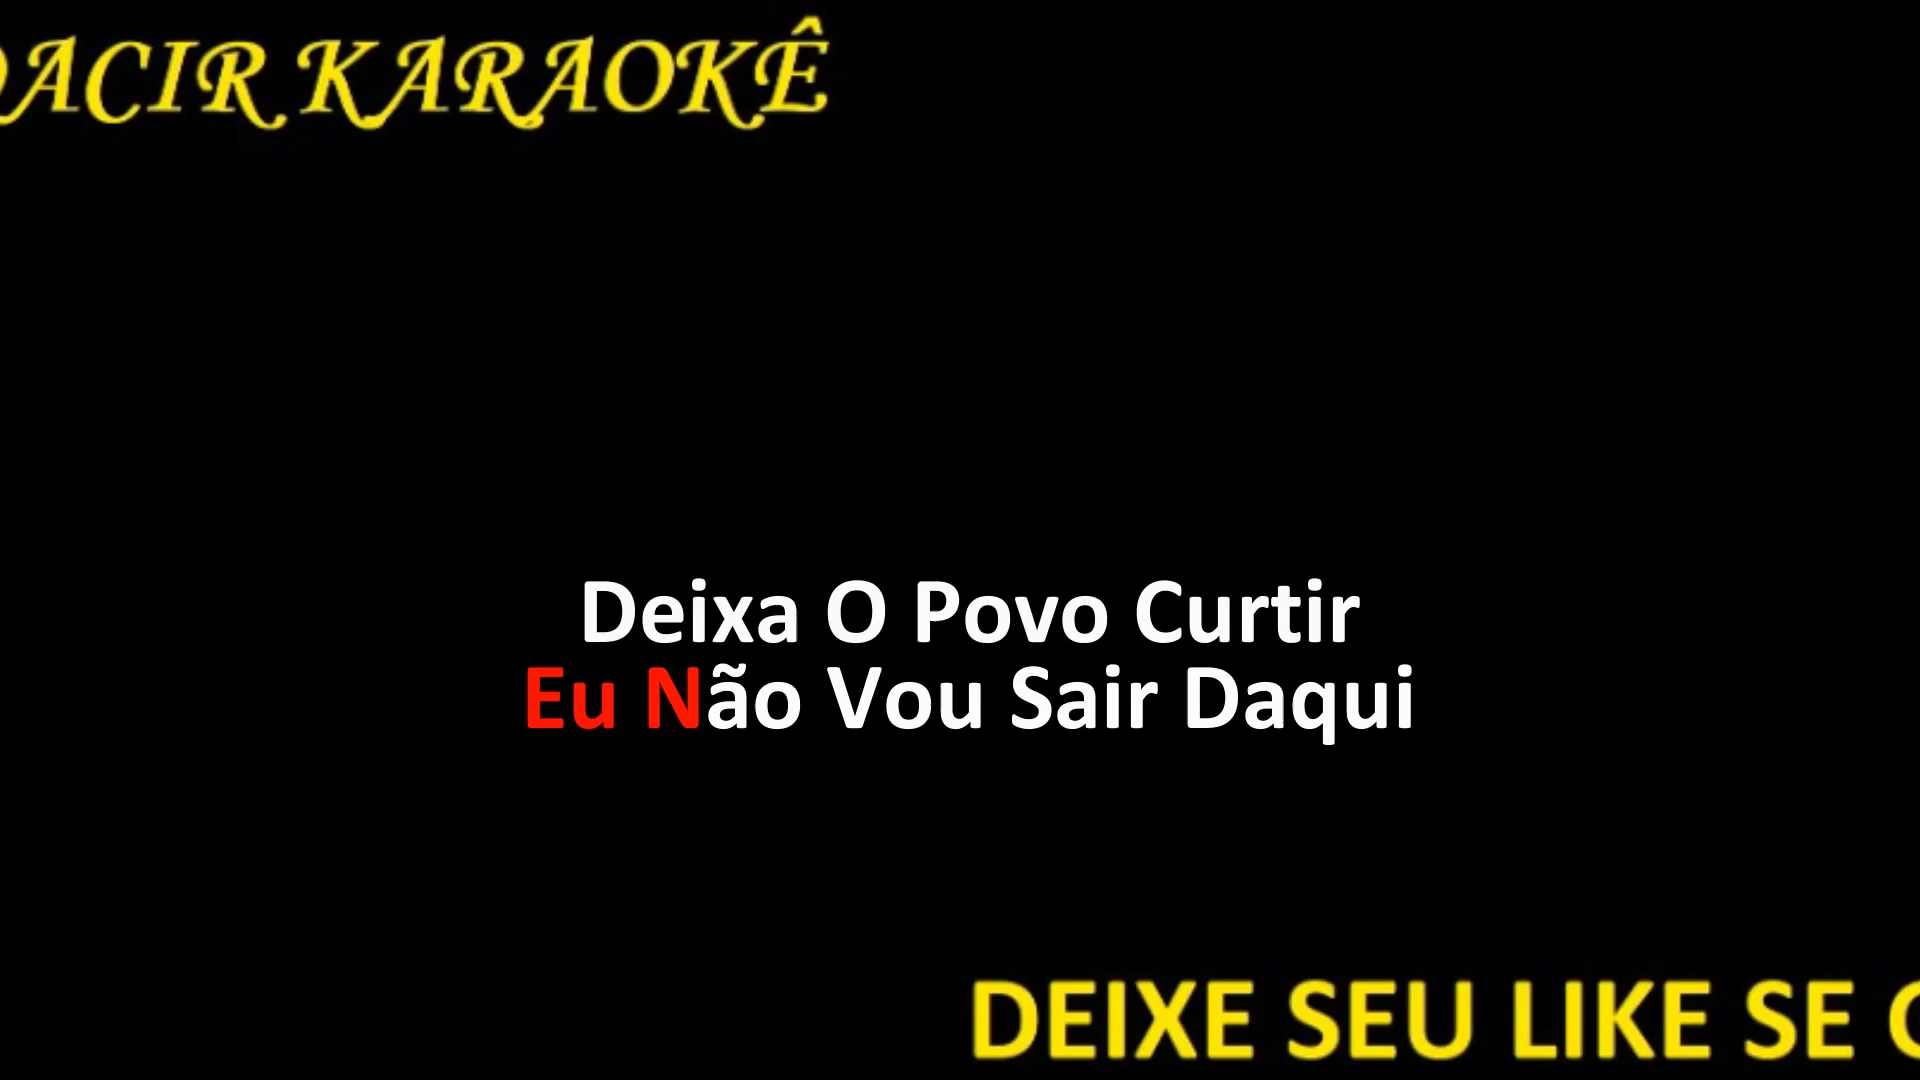 ACIR KARAOKÊ
Deixa O Povo Curtir
Eu Não Vou Sair Daqui
DEIXE SEU LIKE SE